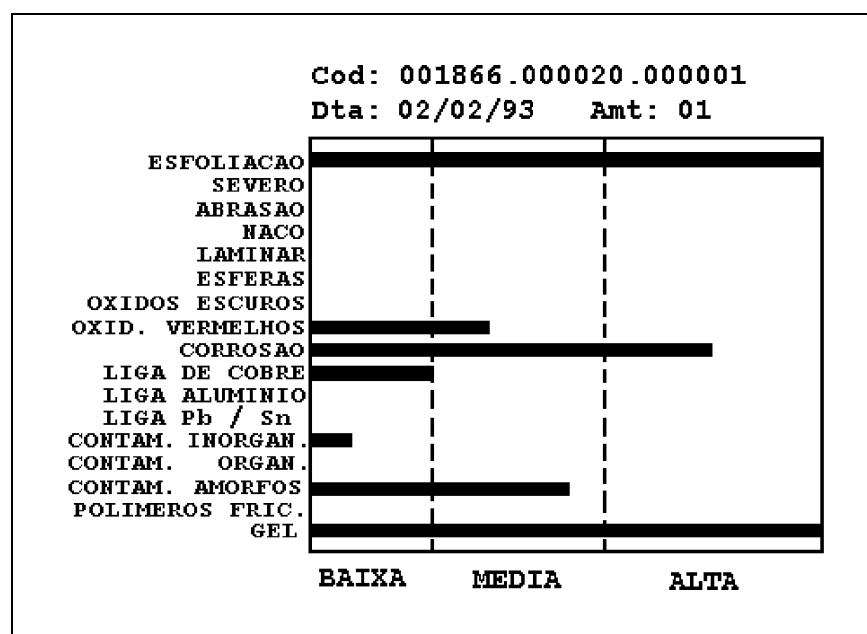 Cod: 001866.000020.000001
Dta: 02/02/93 Amt: 01
ESFOLIACAO
SEVERO
ABRASAO
NACO
LAMINAR
ESFERAS
OXIDOS ESCUROS
OXID. VERMELHOS
CORROSAO
LIGA DE COBRE
LIGA ALUMINIO
LIGA Pb / Sn
CONTAM. INORGAN.
CONTAM. ORGAN.
CONTAM. AMORFOS
POLIMEROS FRIC.
GEL
BAIXA MEDIA ALTA